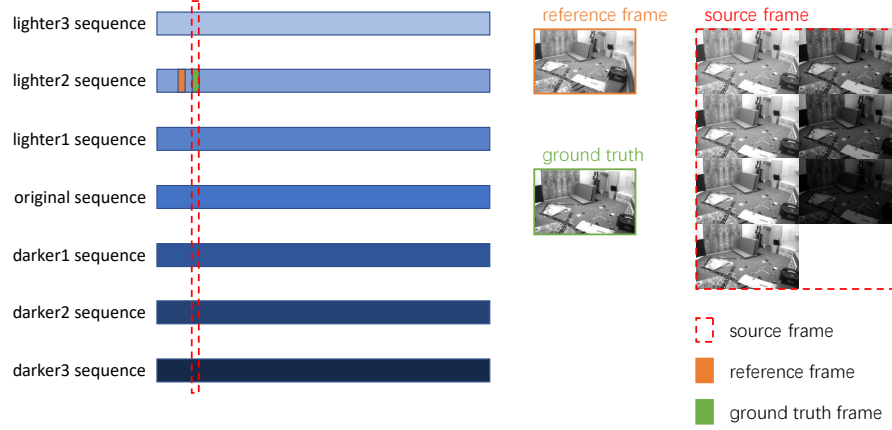 lighter3 sequence
lighter2 sequence
lighter1 sequence
original sequence
darker1 sequence
darker2 sequence
darker3 sequence
reference frame
ground truth
source frame
source frame
reference frame
ground truth frame